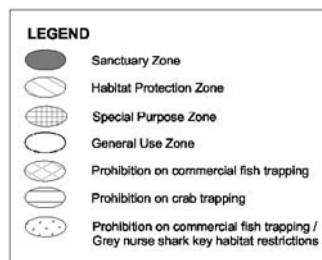 LEGEND
Sanctuary Zone
Habitat Protection Zone
Special Purpose Zone
General Use Zone
Prohibition on commercial fish trapping
Prohibition on crab trapping
Prohibition on commercial fish trapping /
Grey nurse shark key habitat restrictions